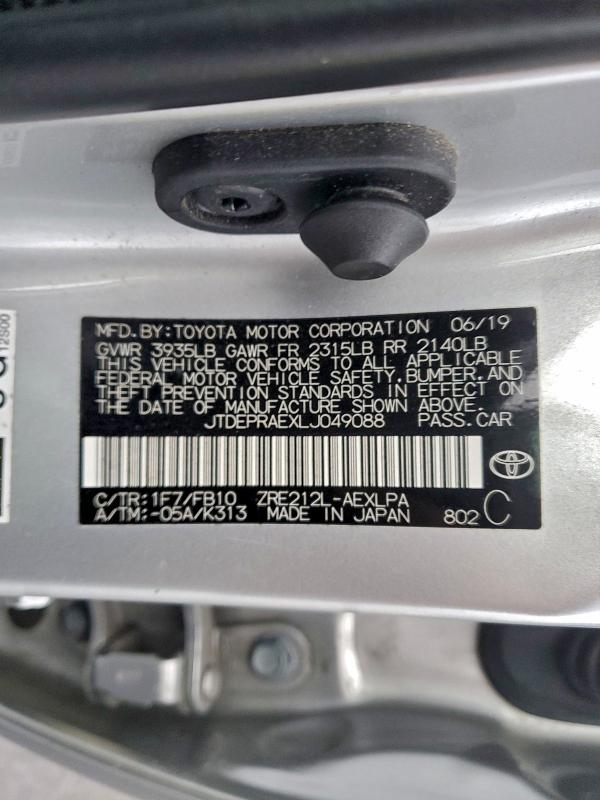 MFD.BY:TOYOTA MOTOR CORPORATION 06/19
GVWR 3935LB GAWR FR 2315LB RR 2140LB
THIS VEHICLE CONFORMS TO ALL APPLICABLE
FEDERAL MOTOR VEHICLE SAFETY,BUMPER,AND
THEFT PREVENTION STANDARDS IN EFFECT ON
THE DATE OF MANUFACTURE SHOWN ABOVE.
JTDEPRAEXLJ049088 PASS.CAR
C/TR:1F7/FB10 ZRE212L-AEXLPA
A/TM:-05A/K313 MADE IN JAPAN 802 C
12S00